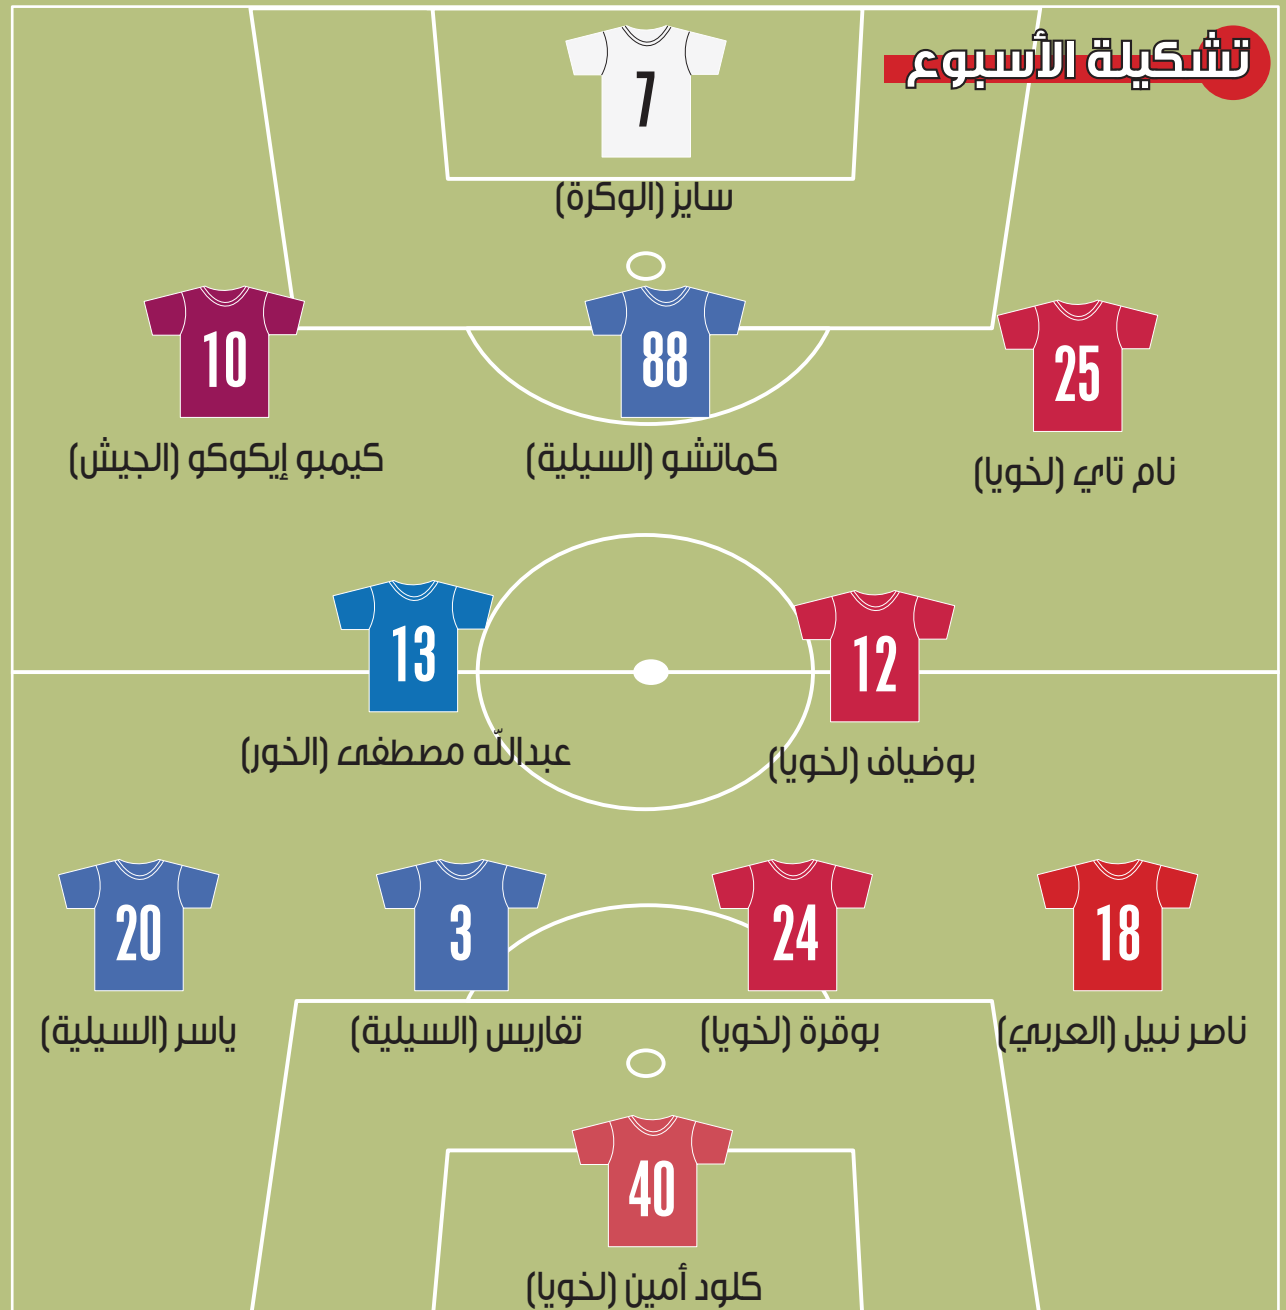 تشكيلة الأسبوع
7
سايز (الوكرة)
25
88
10
نام تاي (لخويا)
كماتشو (السيلية)
كيمبو إيكوكو (الجيش)
12
13
بوضياف (لخويا)
عبدالله مصطفى (الخور)
18
24
3
20
ناصر نبيل (العربي)
بوقرة (لخويا)
تفاريس (السيلية)
ياسر (السيلية)
40
كلود أمين (لخويا)